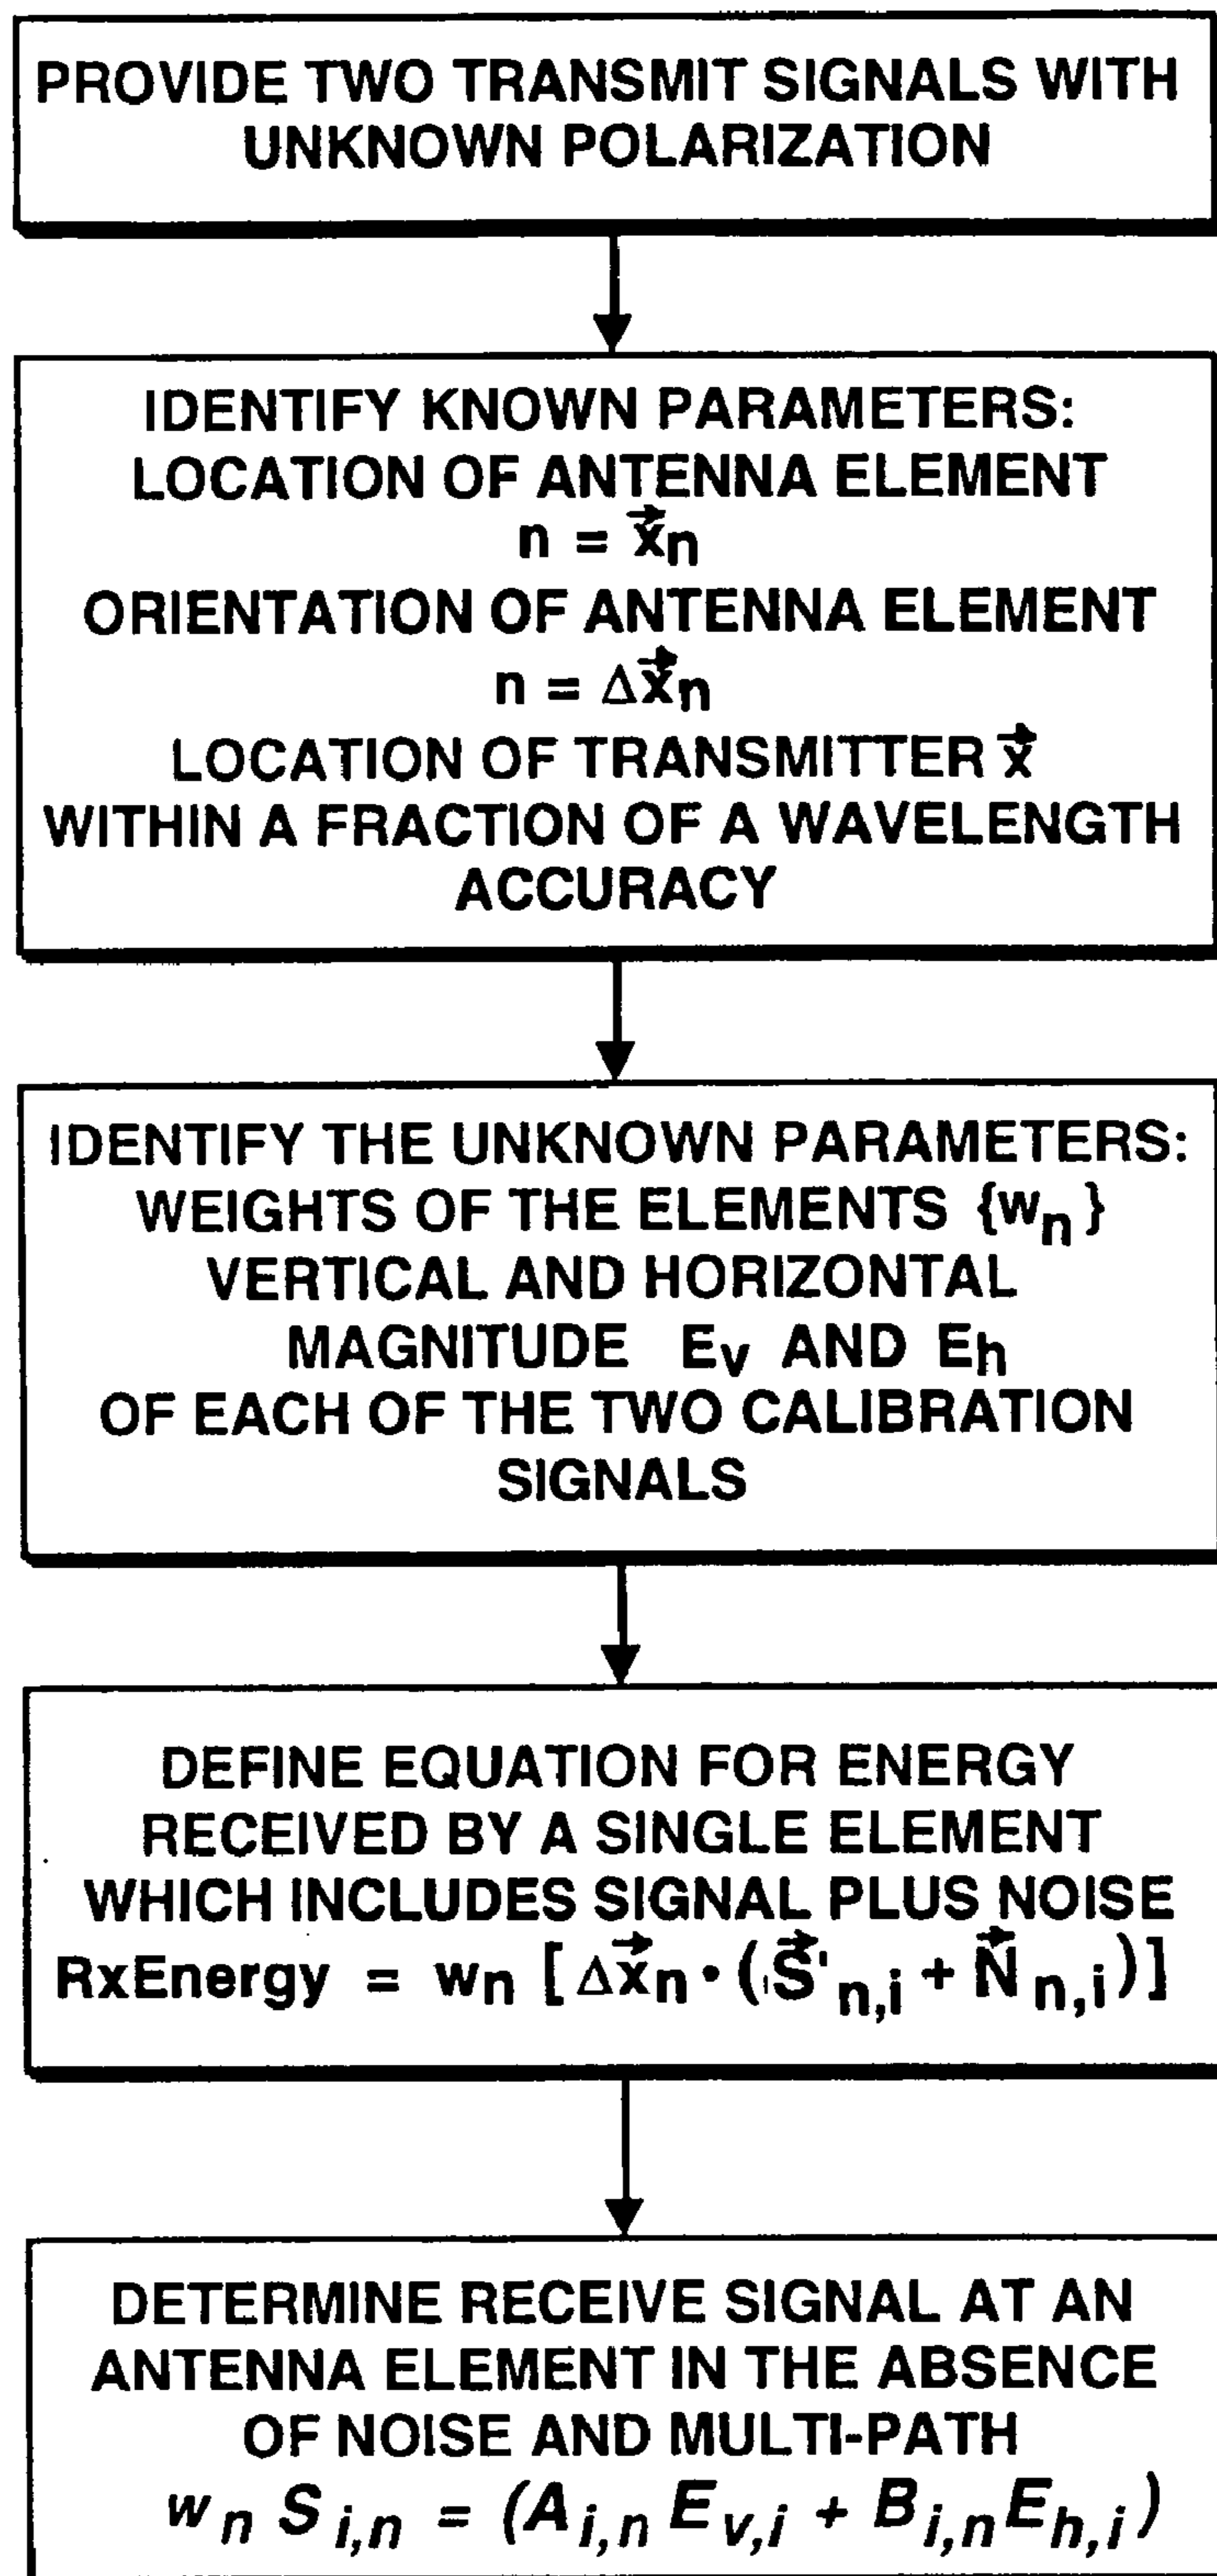 PROVIDE TWO TRANSMIT SIGNALS WITH
UNKNOWN POLARIZATION
IDENTIFY KNOWN PARAMETERS:
LOCATION OF ANTENNA ELEMENT
n = x⃗n
ORIENTATION OF ANTENNA ELEMENT
n = Δx⃗n
LOCATION OF TRANSMITTER x⃗
WITHIN A FRACTION OF A WAVELENGTH
ACCURACY
IDENTIFY THE UNKNOWN PARAMETERS:
WEIGHTS OF THE ELEMENTS {wn}
VERTICAL AND HORIZONTAL
MAGNITUDE Ev AND Eh
OF EACH OF THE TWO CALIBRATION
SIGNALS
DEFINE EQUATION FOR ENERGY
RECEIVED BY A SINGLE ELEMENT
WHICH INCLUDES SIGNAL PLUS NOISE
RxEnergy = wn [Δx⃗n • (S⃗'n,i + N⃗n,i)]
DETERMINE RECEIVE SIGNAL AT AN
ANTENNA ELEMENT IN THE ABSENCE
OF NOISE AND MULTI-PATH
wn Si,n = (Ai,n Ev,i + Bi,n Eh,i)